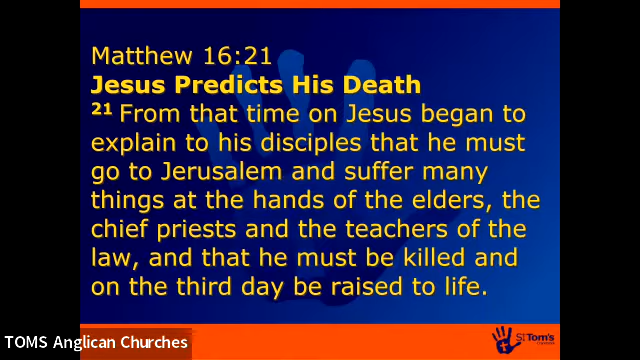 Matthew 16:21
Jesus Predicts His Death
21 From that time on Jesus began to
explain to his disciples that he must
go to Jerusalem and suffer many
things at the hands of the elders, the
chief priests and the teachers of the
law, and that he must be killed and
on the third day be raised to life.
TOMS Anglican Churches
St Tom's